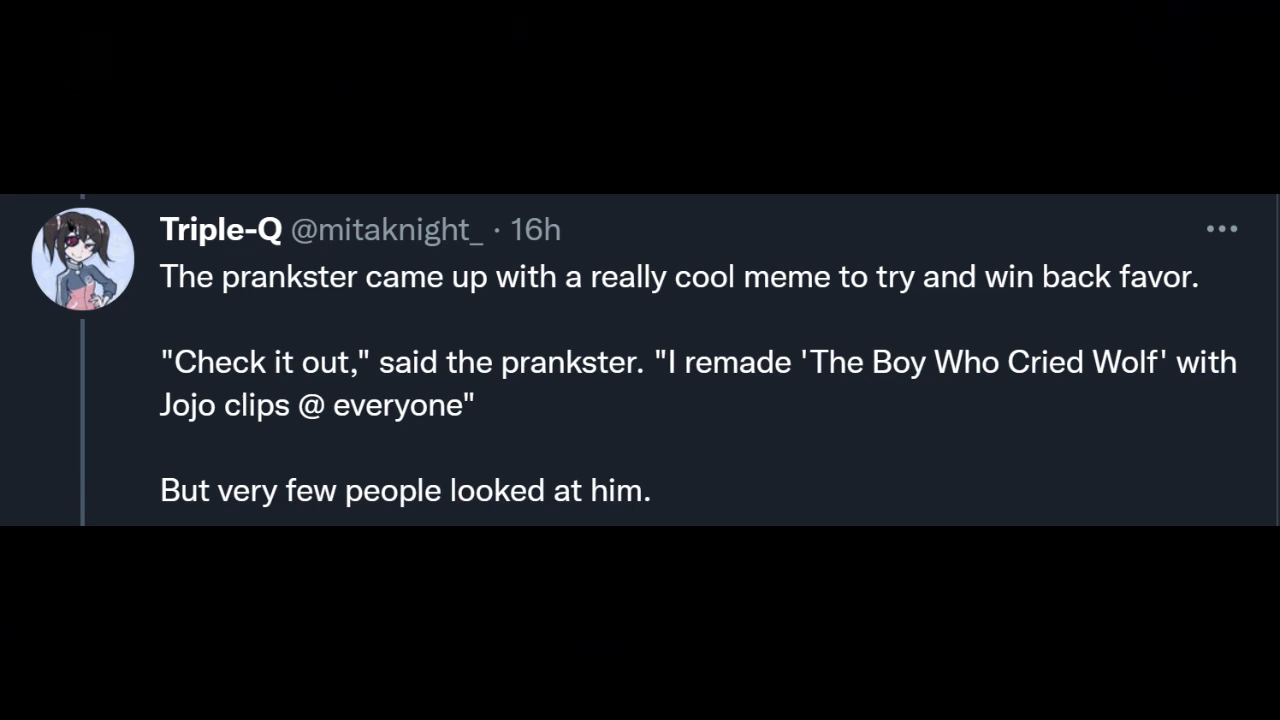 Triple-Q @mitaknight_ · 16h
The prankster came up with a really cool meme to try and win back favor.
"Check it out," said the prankster. "I remade 'The Boy Who Cried Wolf' with
Jojo clips @ everyone"
But very few people looked at him.